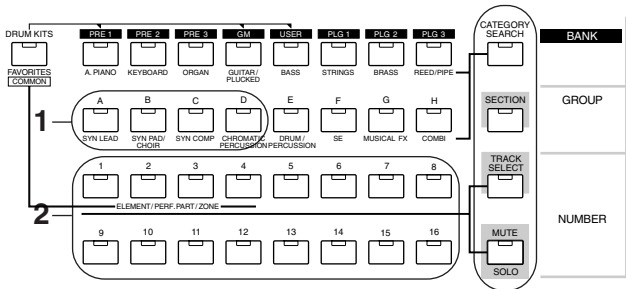 DRUM KITS PRE 1 PRE 2 PRE 3 GM USER PLG 1 PLG 2 PLG 3 CATEGORY SEARCH BANK
FAVORITES A. PIANO KEYBOARD ORGAN GUITAR/ PLUCKED BASS STRINGS BRASS REED/PIPE
COMMON
A B C D E F G H SECTION GROUP
1
SYN LEAD SYN PAD/ CHOIR SYN COMP CHROMATIC PERCUSSION DRUM / PERCUSSION SE MUSICAL FX COMBI
1 2 3 4 5 6 7 8 TRACK SELECT
ELEMENT/ PERF. PART/ ZONE
2
NUMBER
9 10 11 12 13 14 15 16 MUTE
SOLO